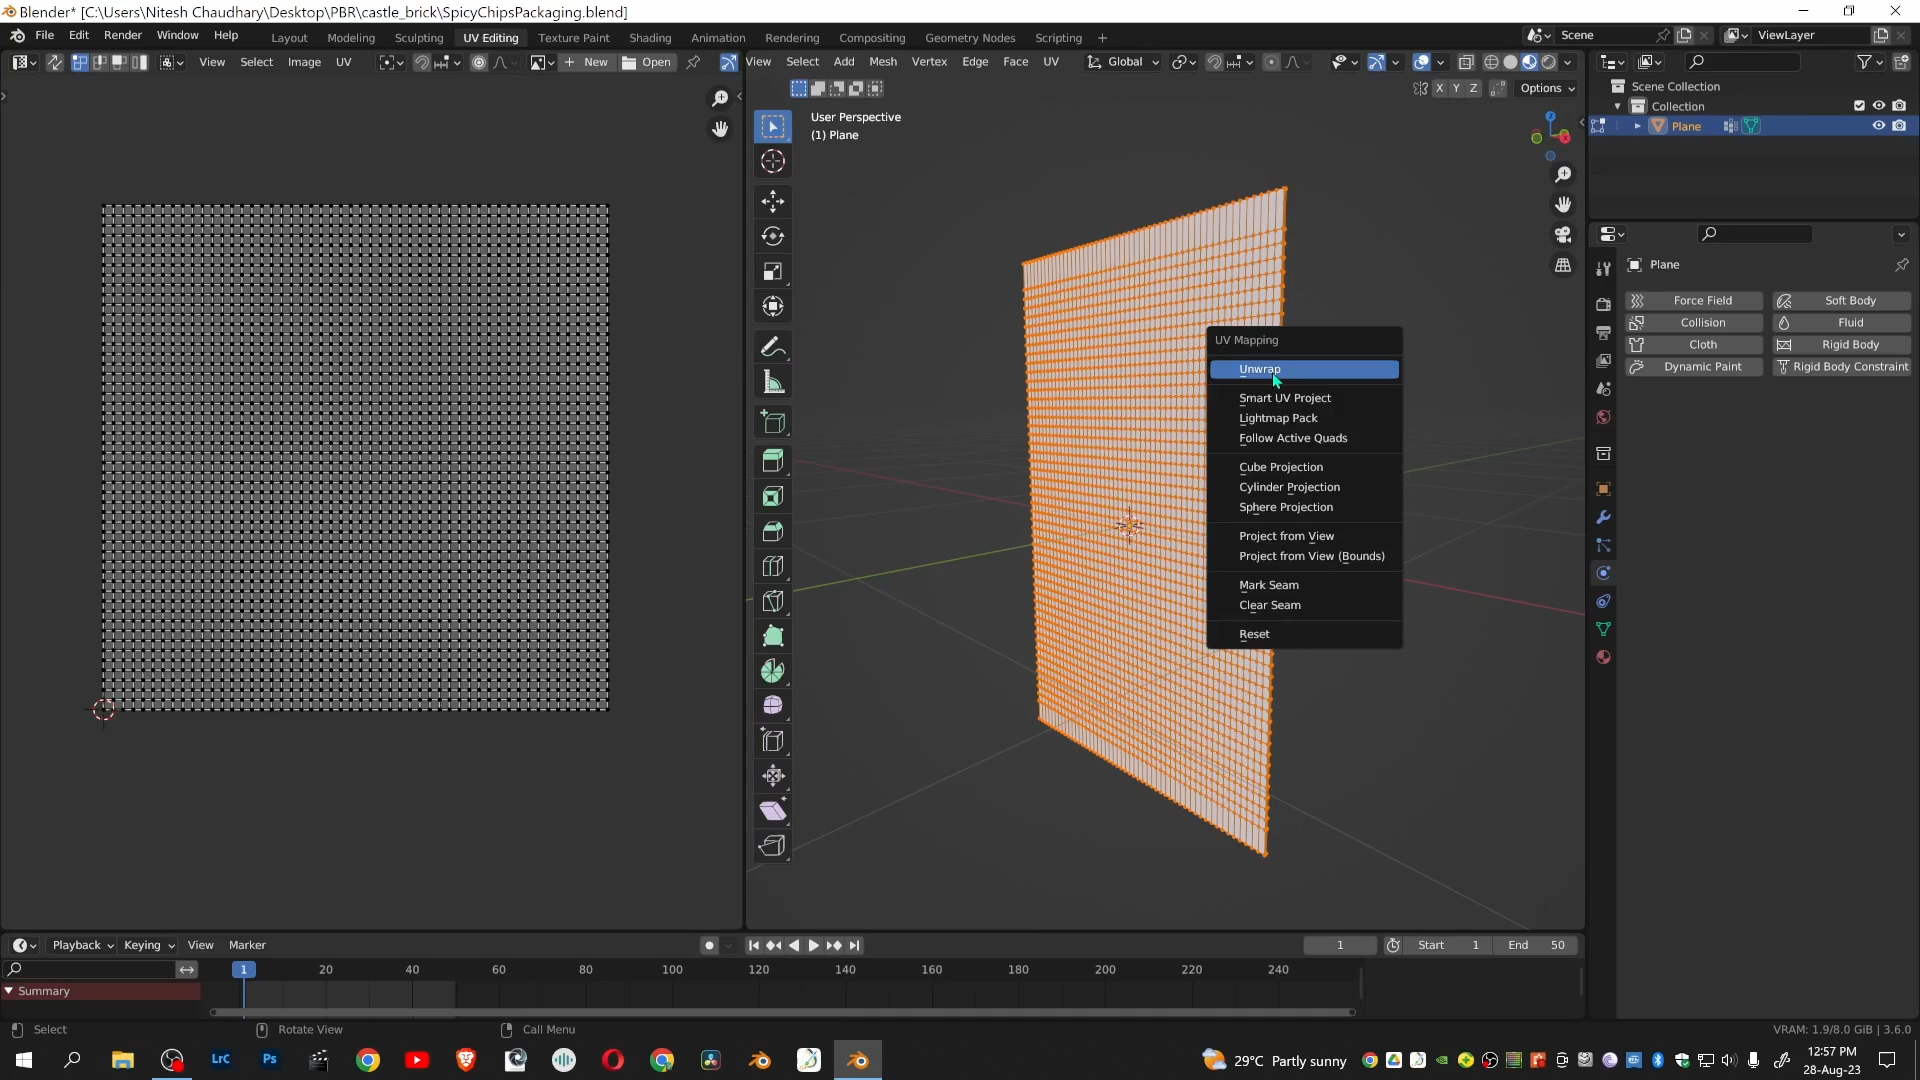 Blender* [C:\Users\Nitesh Chaudhary\Desktop\PBR\castle_brick\SpicyChipsPackaging.blend]
File Edit Render Window Help Layout Modeling Sculpting UV Editing Texture Paint Shading Animation Rendering Compositing Geometry Nodes Scripting + Scene ViewLayer
View Select Image UV + New Open View Select Add Mesh Vertex Edge Face UV Global
X Y Z Options
User Perspective
(1) Plane
Scene Collection
Collection
Plane
Plane
Force Field Soft Body
Collision Fluid
Cloth Rigid Body
Dynamic Paint Rigid Body Constraint
UV Mapping
Unwrap
Smart UV Project
Lightmap Pack
Follow Active Quads
Cube Projection
Cylinder Projection
Sphere Projection
Project from View
Project from View (Bounds)
Mark Seam
Clear Seam
Reset
Playback Keying View Marker 1 Start 1 End 50
1 20 40 60 80 100 120 140 160 180 200 220 240
Summary
Select Rotate View Call Menu VRAM: 1.9/8.0 GiB | 3.6.0
LrC Ps 29°C Partly sunny 12:57 PM
28-Aug-23